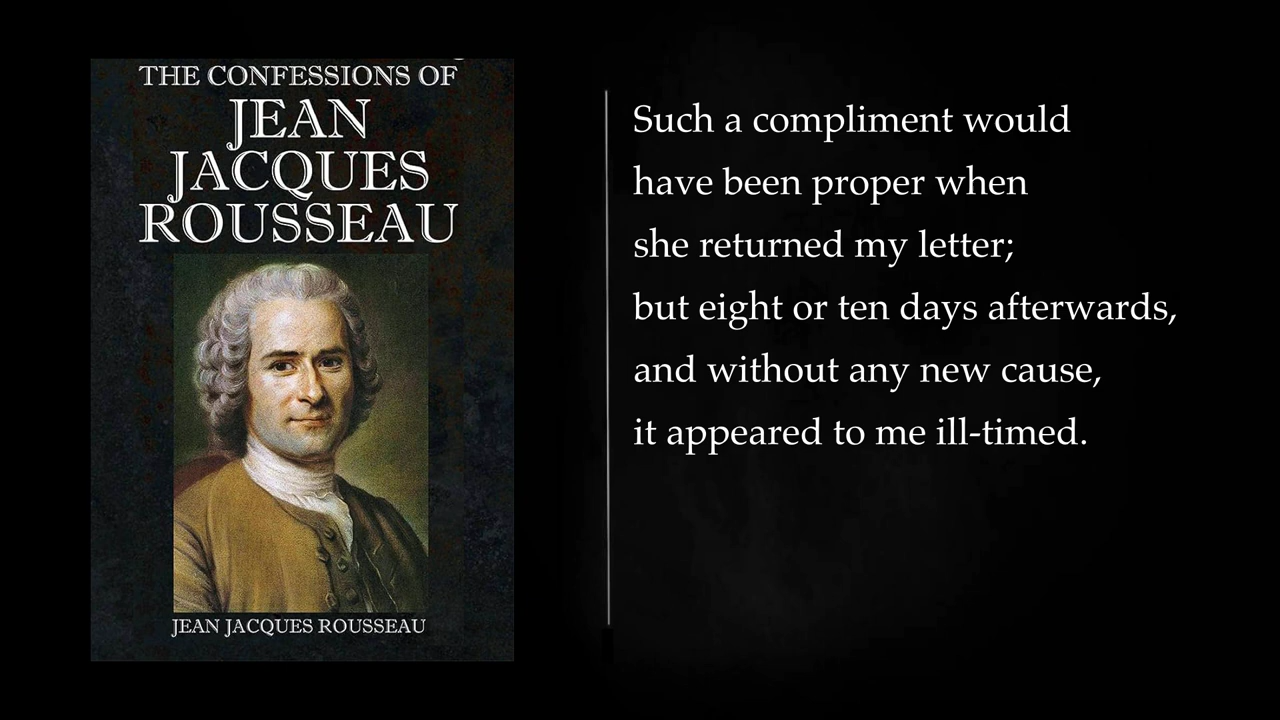 THE CONFESSIONS OF
JEAN
JACQUES
ROUSSEAU
JEAN JACQUES ROUSSEAU
Such a compliment would
have been proper when
she returned my letter;
but eight or ten days afterwards,
and without any new cause,
it appeared to me ill-timed.